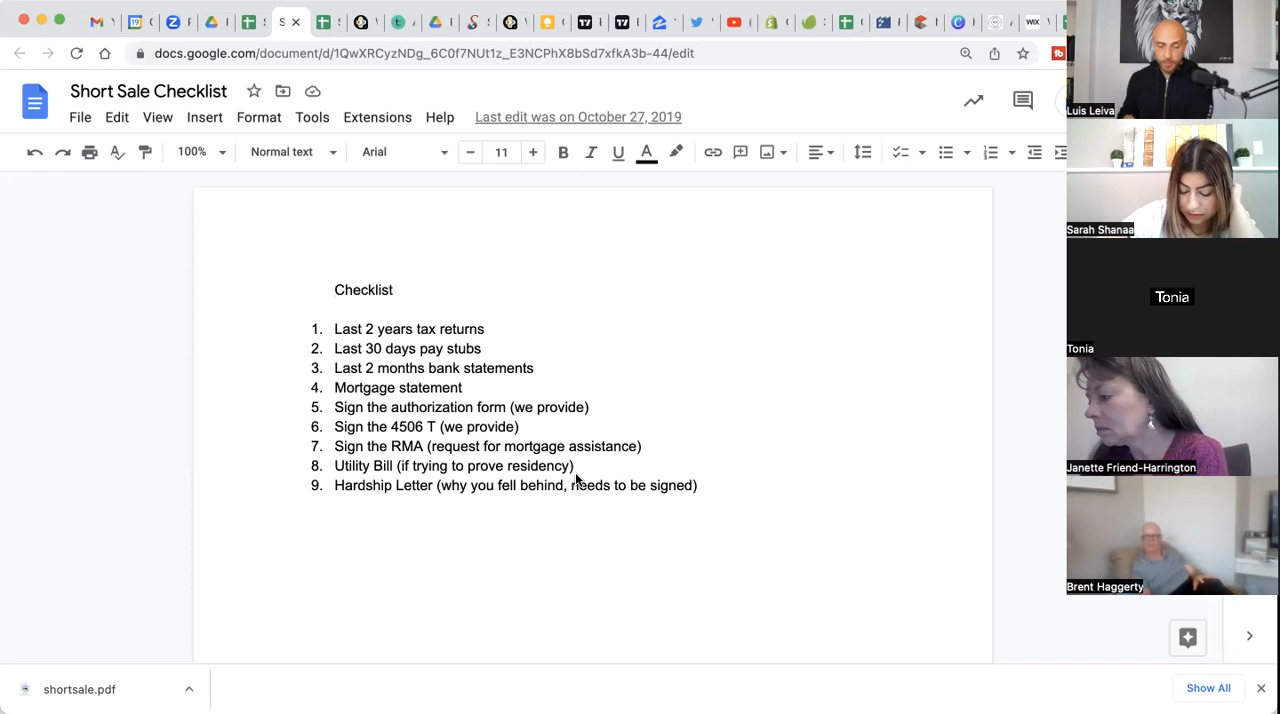 docs.google.com/document/d/1QwXRCyzNDg_6C0f7NUt1z_E3NCPhX8bSd7xfkA3b-44/edit
Short Sale Checklist
File Edit View Insert Format Tools Extensions Help Last edit was on October 27, 2019
100% Normal text Arial 11 B I U A
Checklist
1. Last 2 years tax returns
2. Last 30 days pay stubs
3. Last 2 months bank statements
4. Mortgage statement
5. Sign the authorization form (we provide)
6. Sign the 4506 T (we provide)
7. Sign the RMA (request for mortgage assistance)
8. Utility Bill (if trying to prove residency)
9. Hardship Letter (why you fell behind, needs to be signed)
shortsale.pdf
Show All
Luis Leiva
Sarah Shanaa
Tonia
Tonia
Janette Friend-Harrington
Brent Haggerty